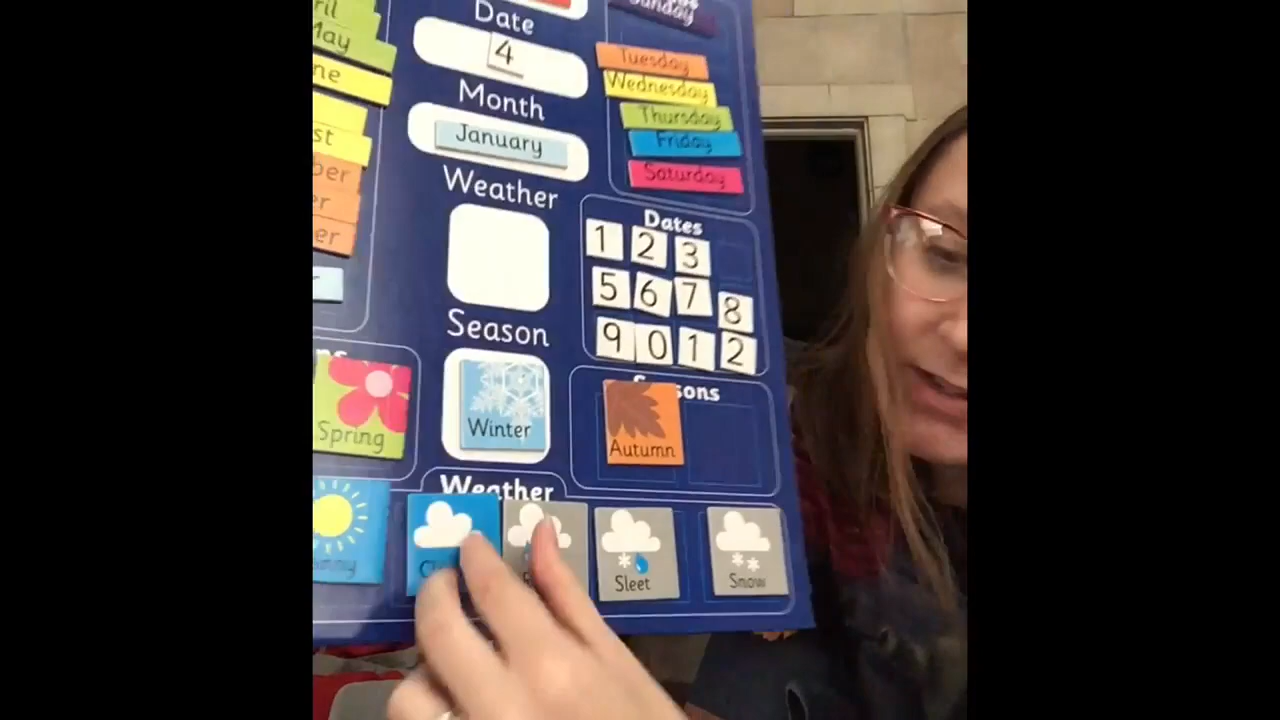 May
Date
4
Month
January
Weather
Season
Winter
Sunday
Tuesday
Wednesday
Thursday
Friday
Saturday
Dates
1 2 3
5 6 7 8
9 0 1 2
Spring
Autumn
Weather
Sleet
Snow